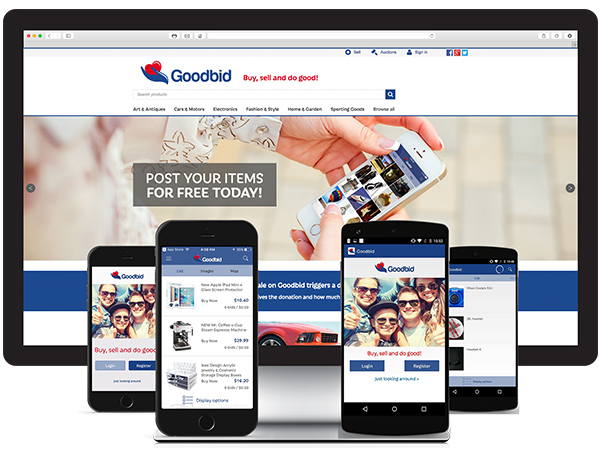 Sell Auctions Sign in
Goodbid Buy, sell and do good!
Search products
Art & Antiques Cars & Motors Electronics Fashion & Style Home & Garden Sporting Goods Browse all
POST YOUR ITEMS
FOR FREE TODAY!
ale on Goodbid triggers a d
ves the donation and how much
Goodbid
Buy, sell and do good
Login Register
Just looking around
App Store 4:08 PM
Goodbid
List Images Map
New Apple iPad Mini 4
Glass Screen Protector
Buy Now $10.40
NEW Mr. Coffee 4-Cup
Steam Espresso Machine
Buy Now $29.99
New Design Acrylic
Jewelry & Cosmetic
Storage Display Boxes
Buy Now $16.20
Display options
Goodbid
Goodbid
Buy, sell and do good!
Login Register
Just looking around >
Goodbid